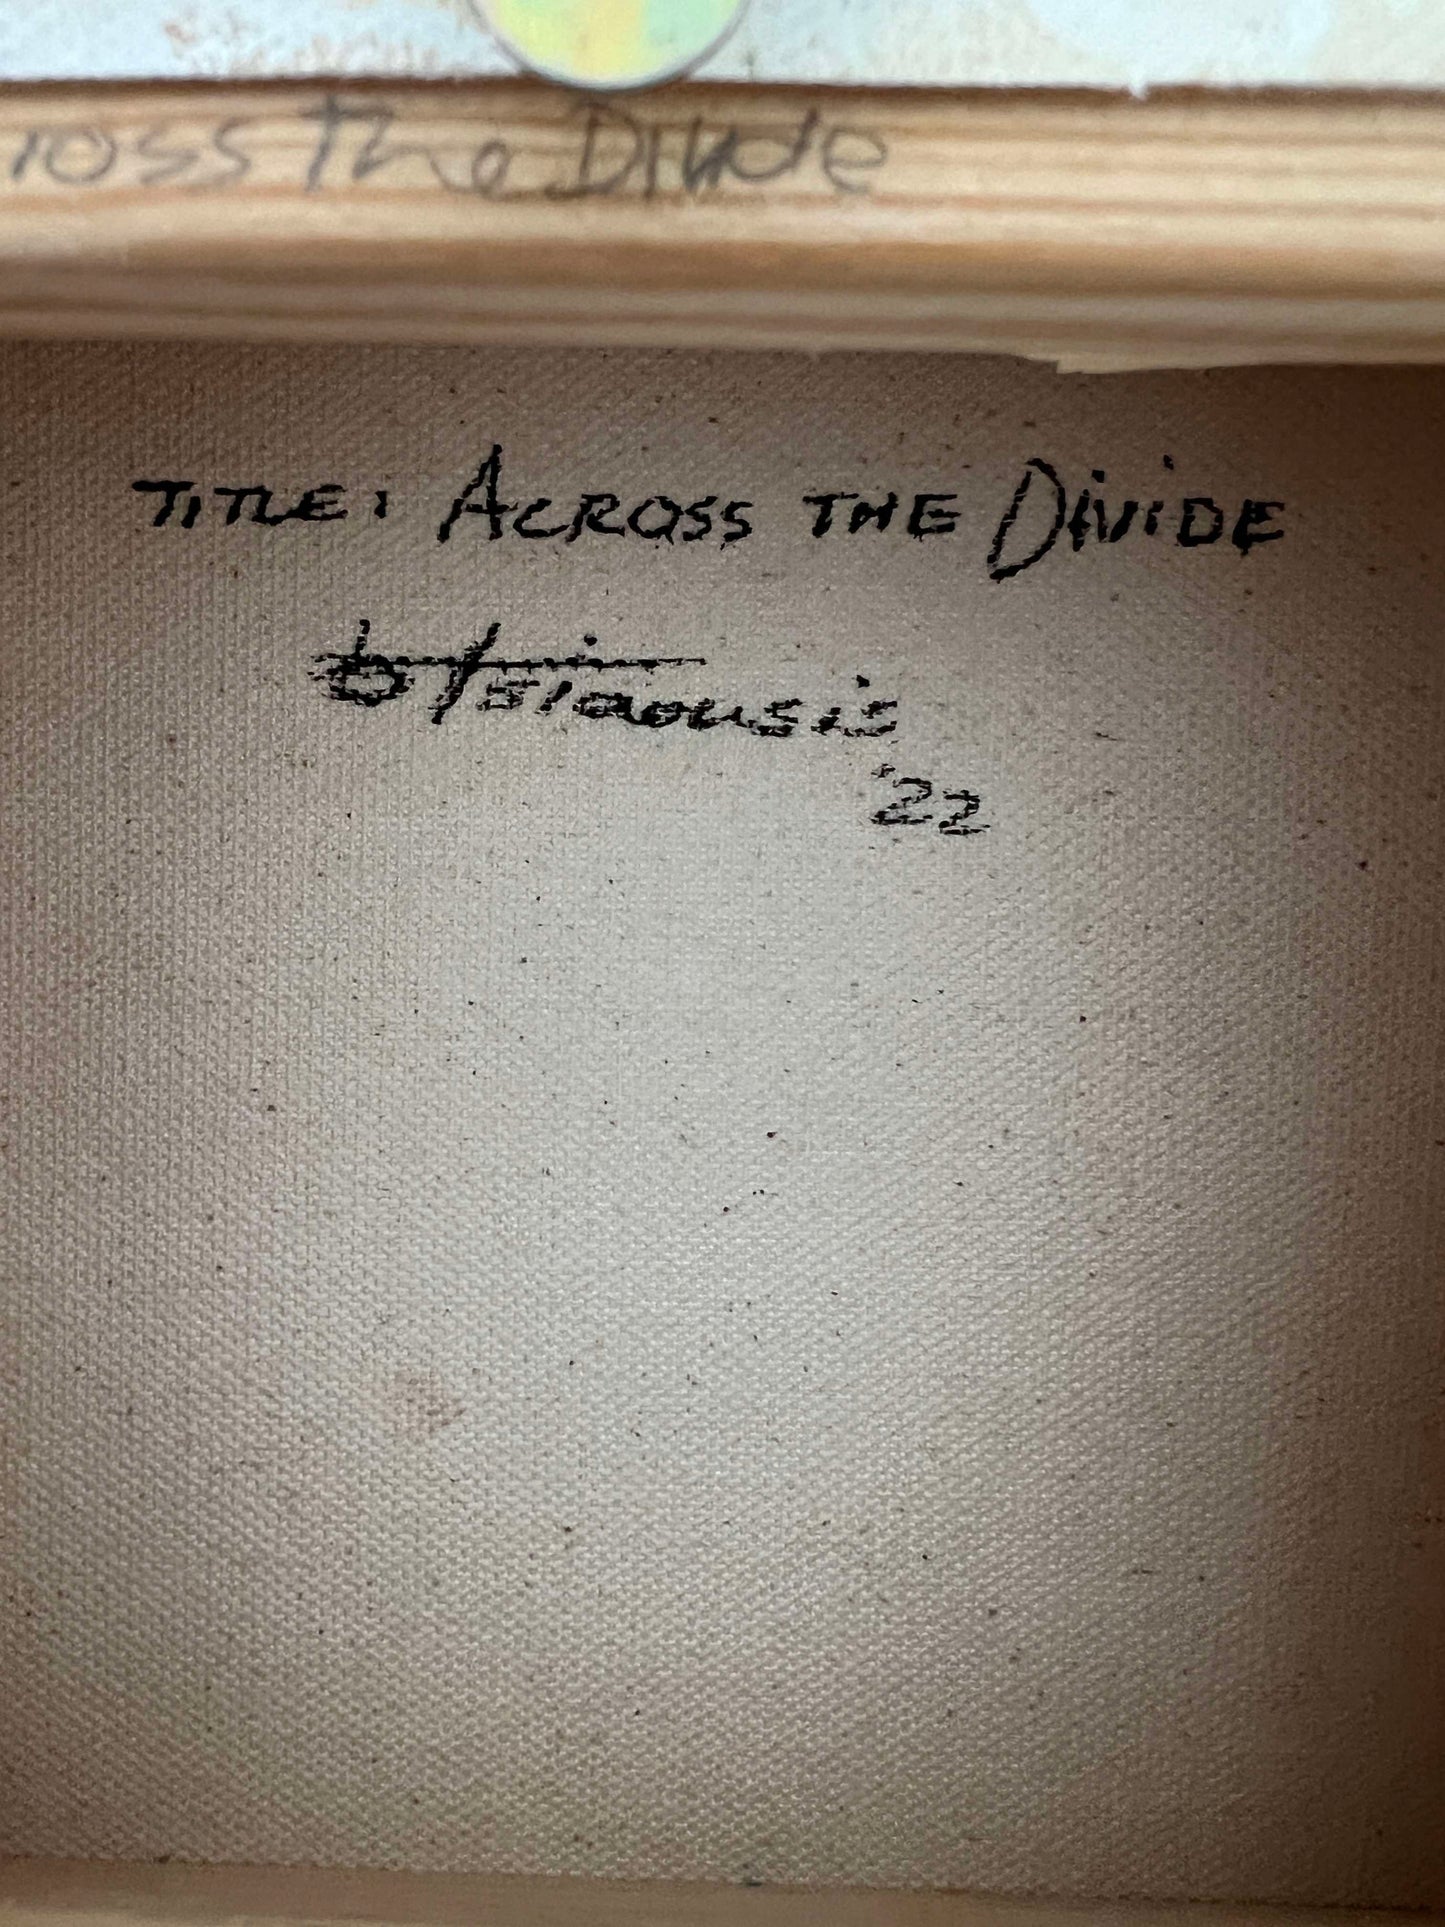 ross the Divide
TITLE: ACROSS THE DIVIDE
'22